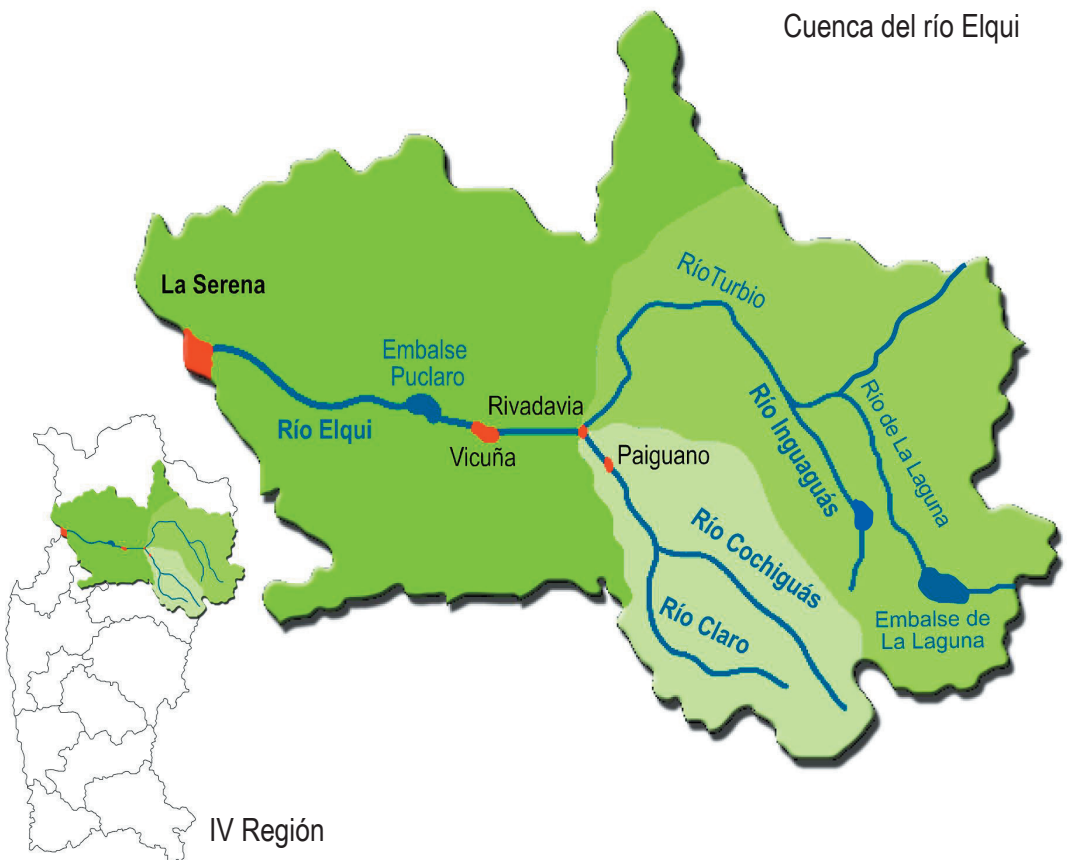 Cuenca del río Elqui
RíoTurbio
La Serena
Embalse
Puclaro
Río Elqui
Rivadavia
Vicuña
Paiguano
Río Inguaguás
Río de La Laguna
Río Cochiguás
Río Claro
Embalse de
La Laguna
IV Región